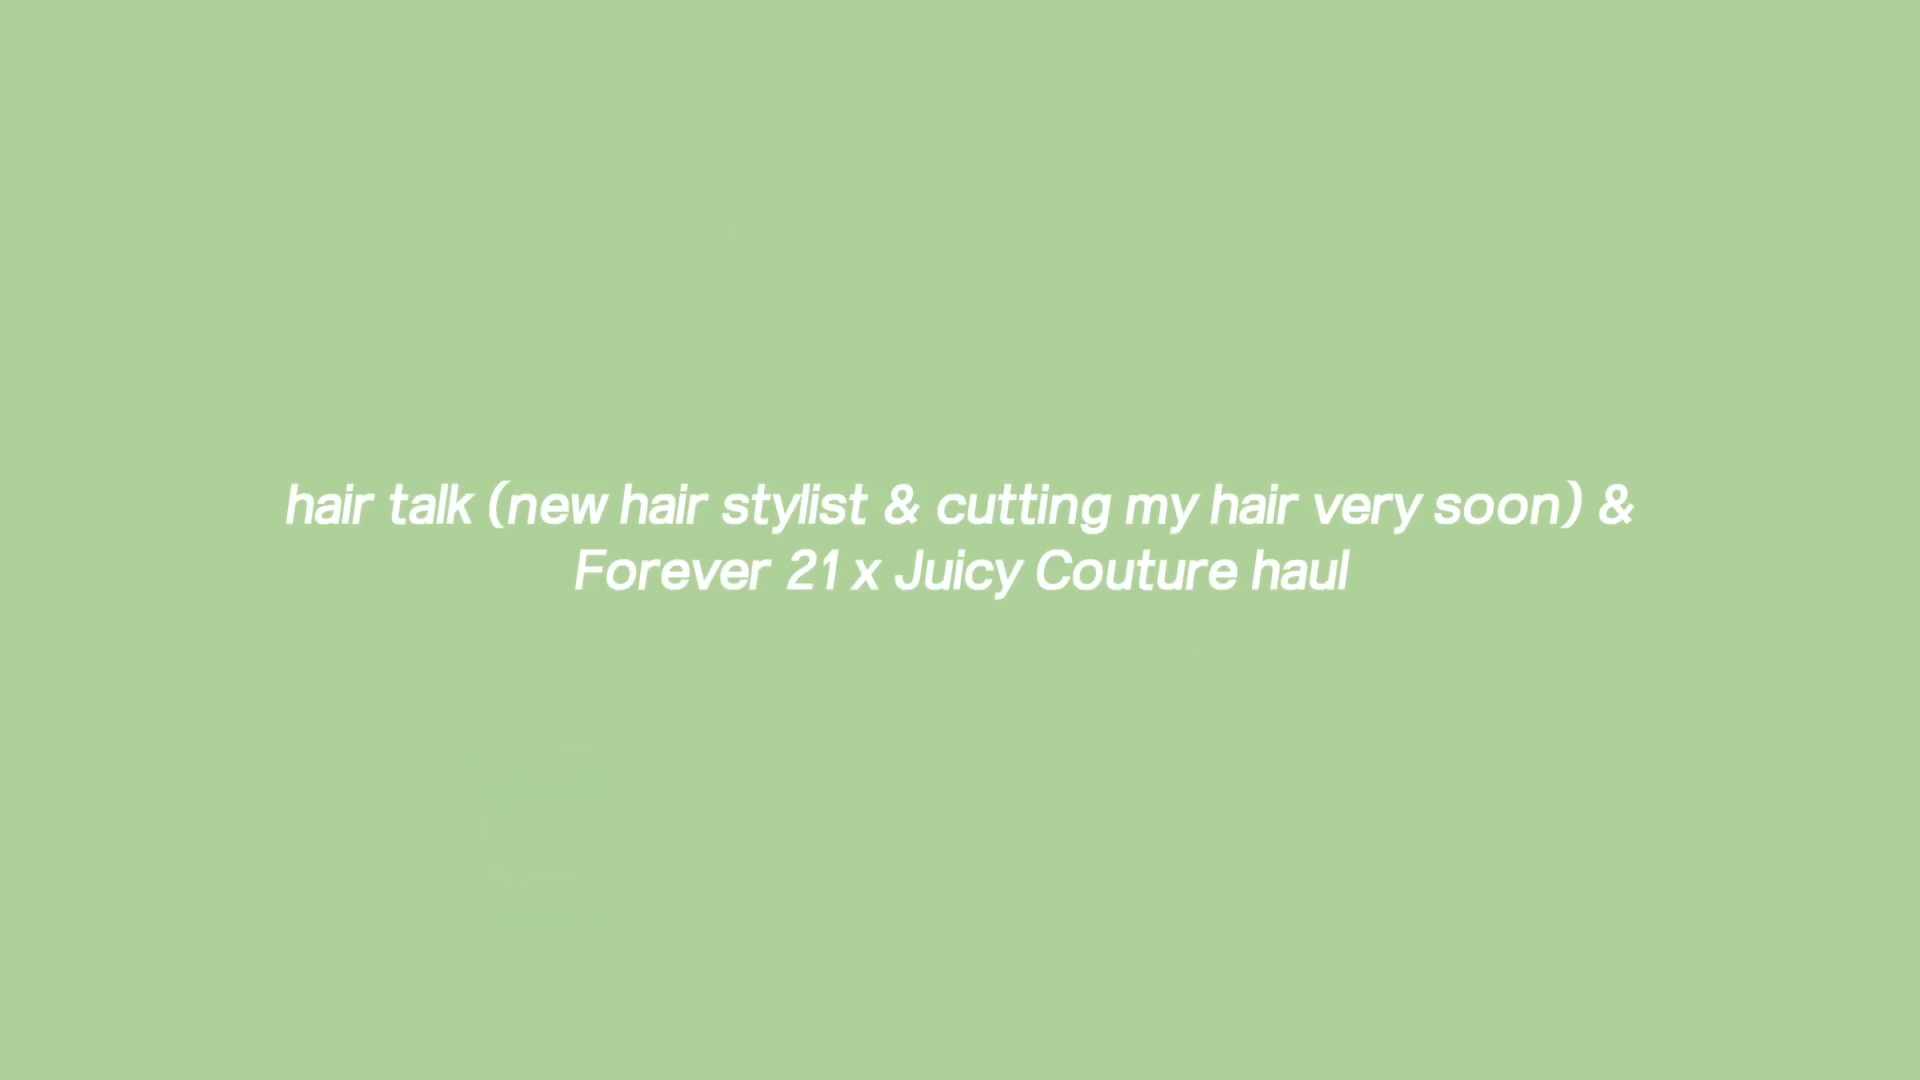 hair talk (new hair stylist & cutting my hair very soon) &
Forever 21 x Juicy Couture haul